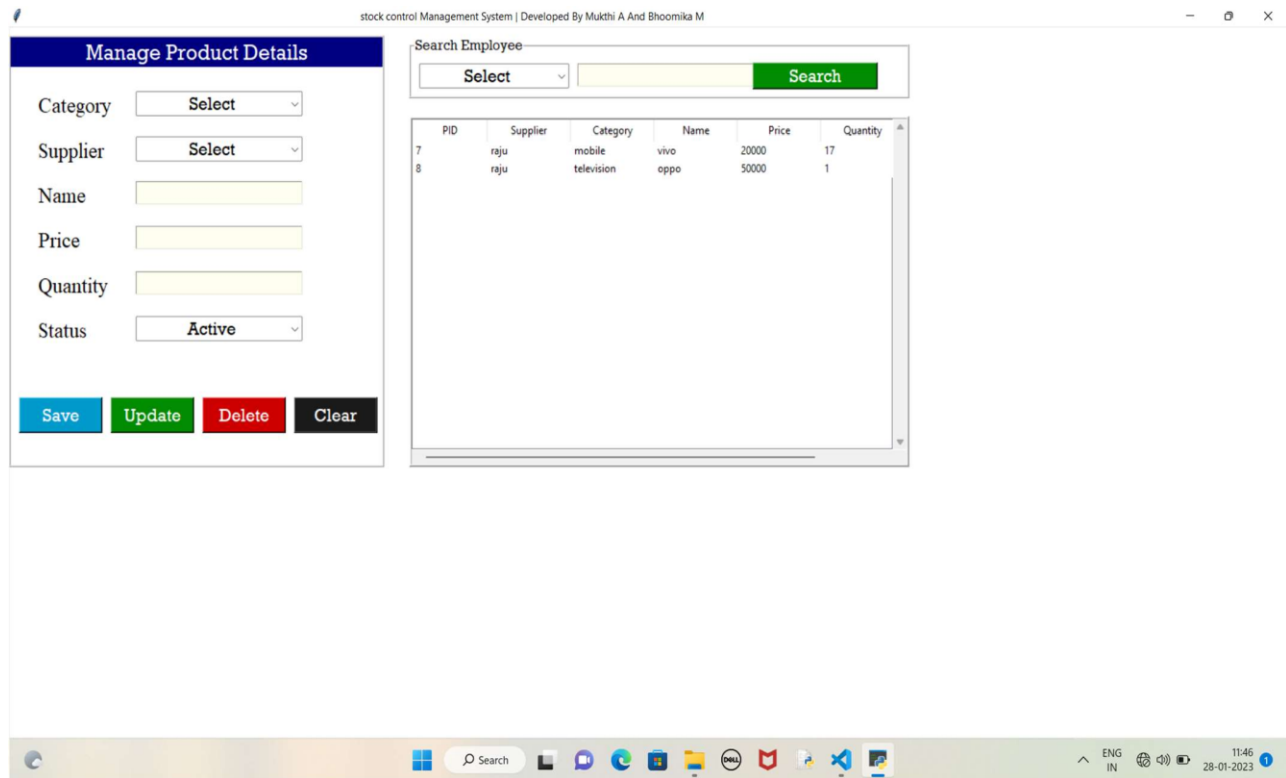 stock control Management System | Developed By Mukthi A And Bhoomika M
Manage Product Details
Category Select
Supplier Select
Name
Price
Quantity
Status Active
Save Update Delete Clear
Search Employee
Select Search
PID Supplier Category Name Price Quantity
7 raju mobile vivo 20000 17
8 raju television oppo 50000 1
Search DELL ENG 11:46
IN 28-01-2023 1